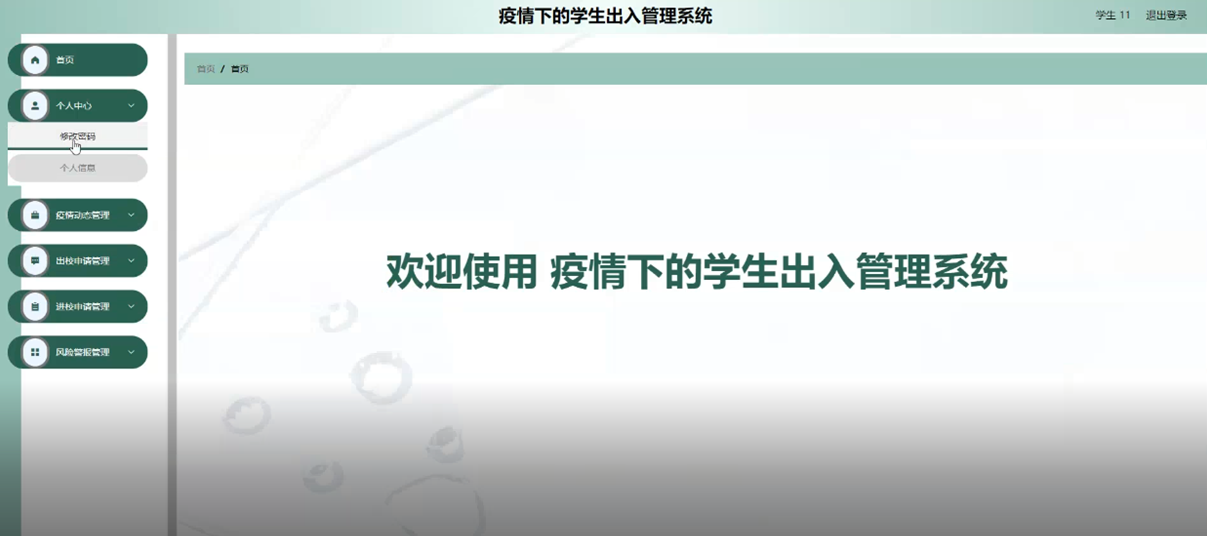 疫情下的学生出入管理系统
学生 11 退出登录
首页
个人中心
修改密码
个人信息
疫情动态管理
出校申请管理
进校申请管理
风险警报管理
首页 / 首页
欢迎使用 疫情下的学生出入管理系统